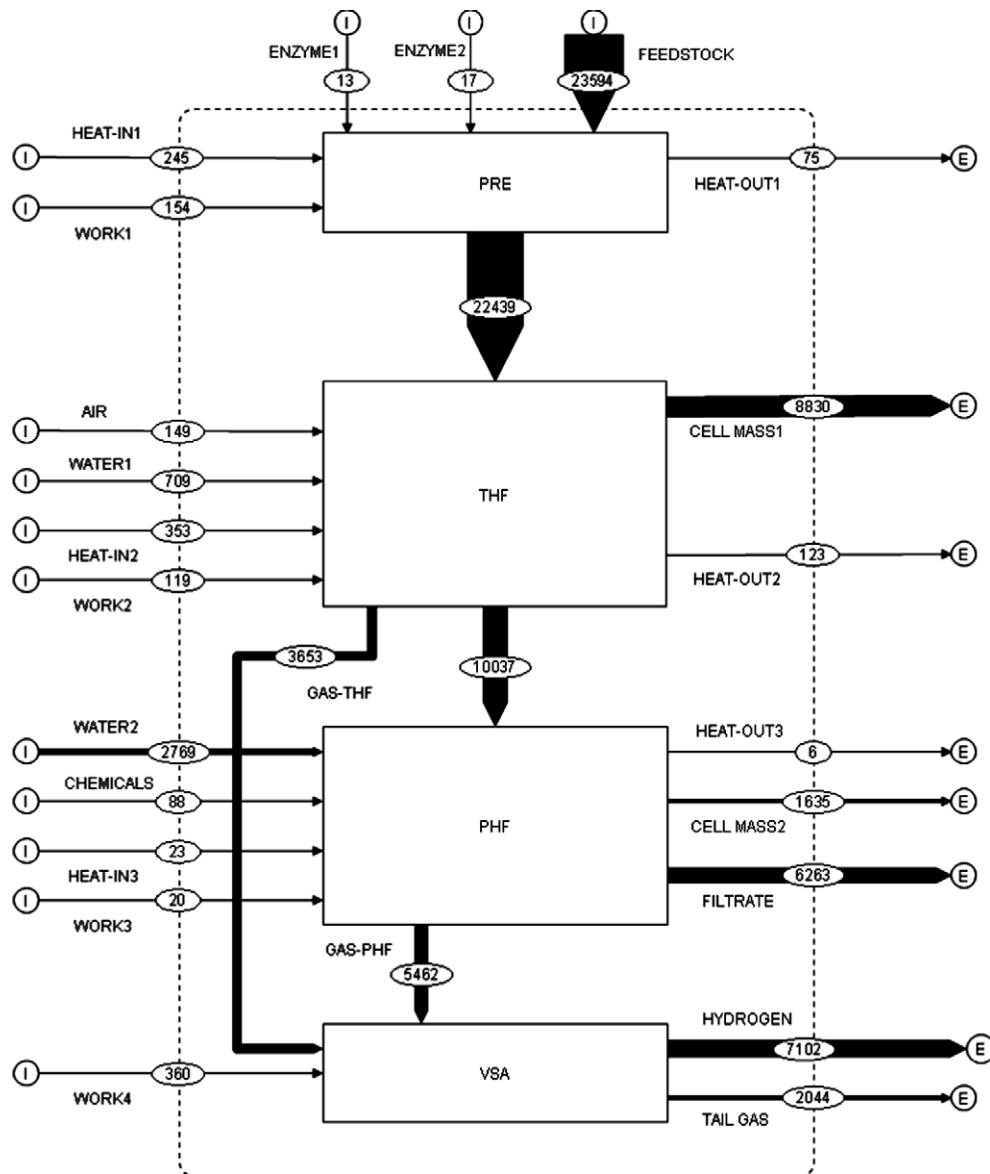 I I I
ENZYME1 ENZYME2 FEEDSTOCK
13 17 23594
HEAT-IN1
I 245 75 E
PRE
HEAT-OUT1
I 154
WORK1
22439
AIR
I 149 8830 E
CELL MASS1
WATER1
I 709
THF
I 353
HEAT-IN2
123 E
HEAT-OUT2
I 119
WORK2
3653 10037
GAS-THF
WATER2 HEAT-OUT3
I 2769 6 E
CHEMICALS
I 88 1635 E
PHF
CELL MASS2
I 23
HEAT-IN3
6263 E
I 20 FILTRATE
WORK3
GAS-PHF
5462
HYDROGEN
7102 E
I 360 VSA
WORK4
2044 E
TAIL GAS